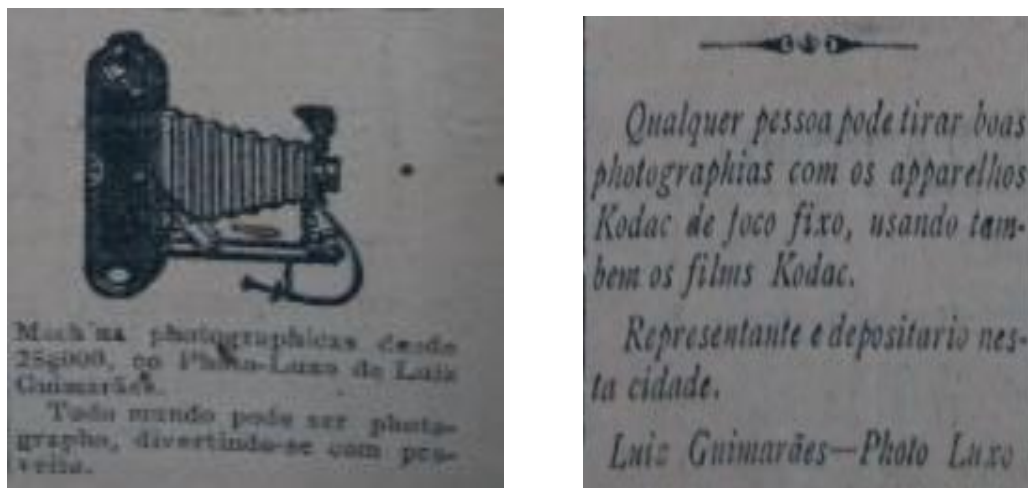 Mach'na photographicas desde
25$000, no Photo-Luxo de Luiz
Guimarães.
Todo mundo pode ser photo-
grapho, divertindo-se com pro-
veito.
Qualquer pessoa pode tirar boas
photographias com os apparelhos
Kodac de foco fixo, usando tam-
bem os films Kodac.
Representante e depositario nes-
ta cidade.
Luiz Guimarães—Photo Luxo